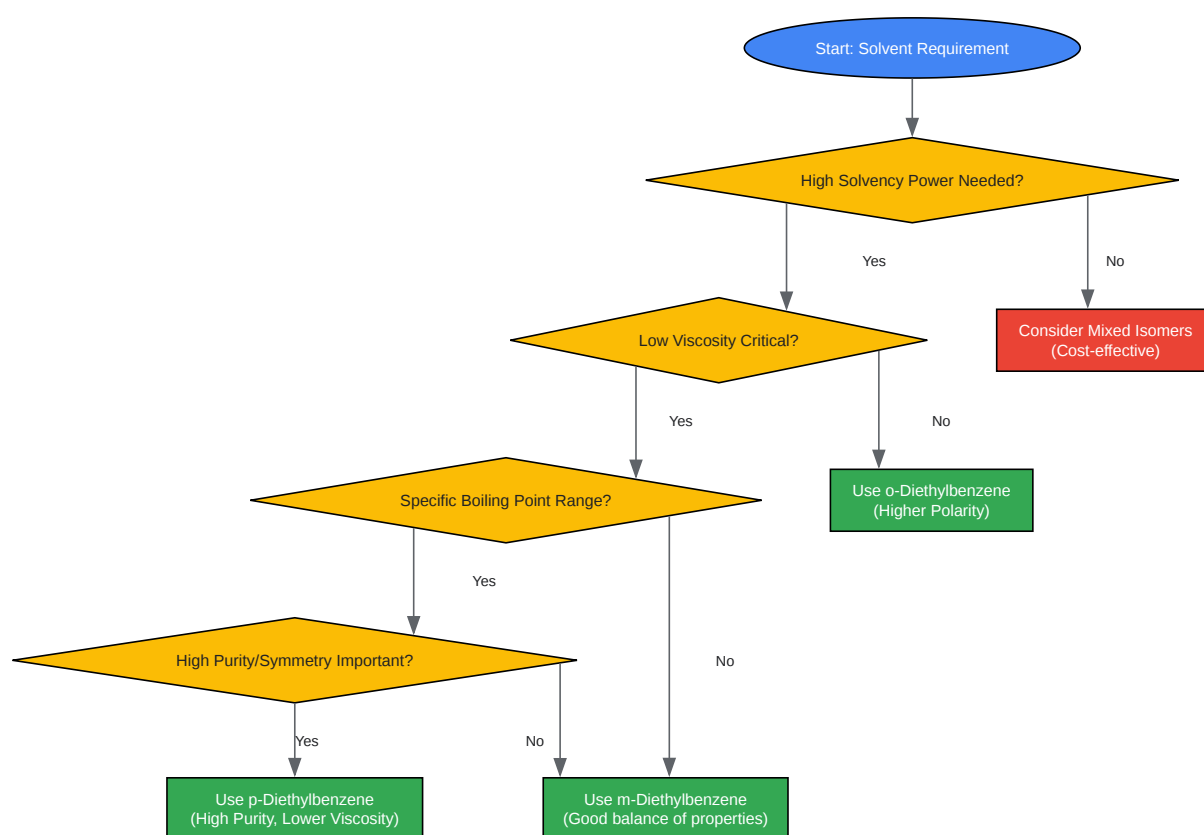 Start: Solvent Requirement
High Solvency Power Needed?
Yes
No
Consider Mixed Isomers
(Cost-effective)
Low Viscosity Critical?
Yes
No
Use o-Diethylbenzene
(Higher Polarity)
Specific Boiling Point Range?
Yes
No
High Purity/Symmetry Important?
Yes
No
Use p-Diethylbenzene
(High Purity, Lower Viscosity)
Use m-Diethylbenzene
(Good balance of properties)